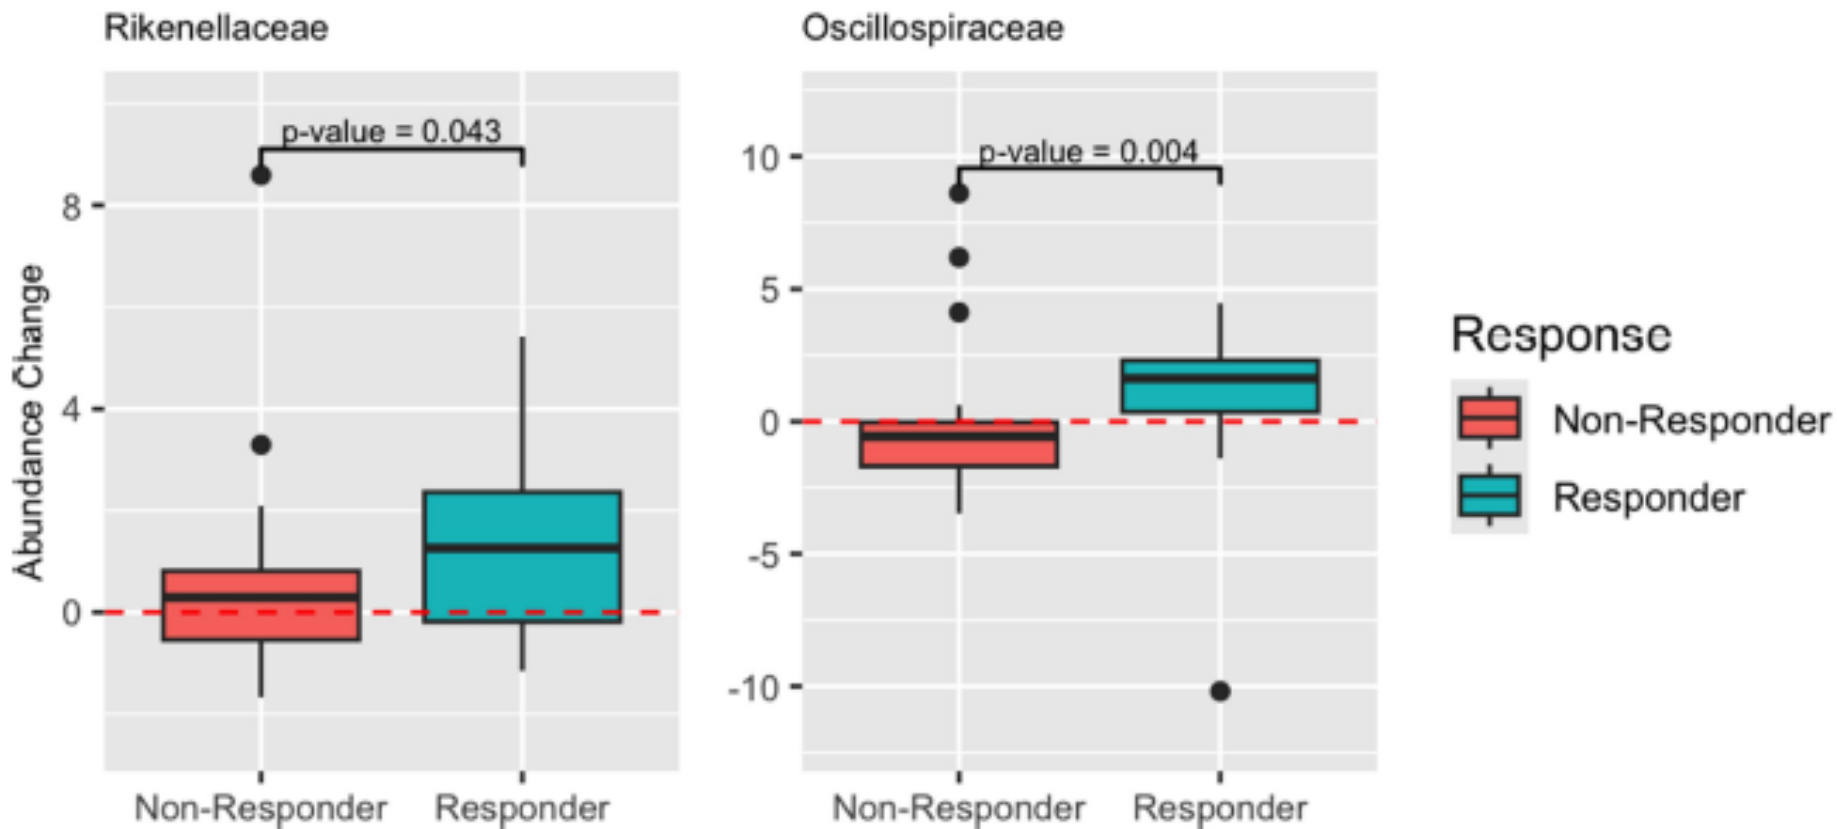 Rikenellaceae
p-value = 0.043
8
4
0
Abundance Change
Non-Responder
Responder
Oscillospiraceae
p-value = 0.004
10
5
0
-5
-10
Non-Responder
Responder
Response
Non-Responder
Responder